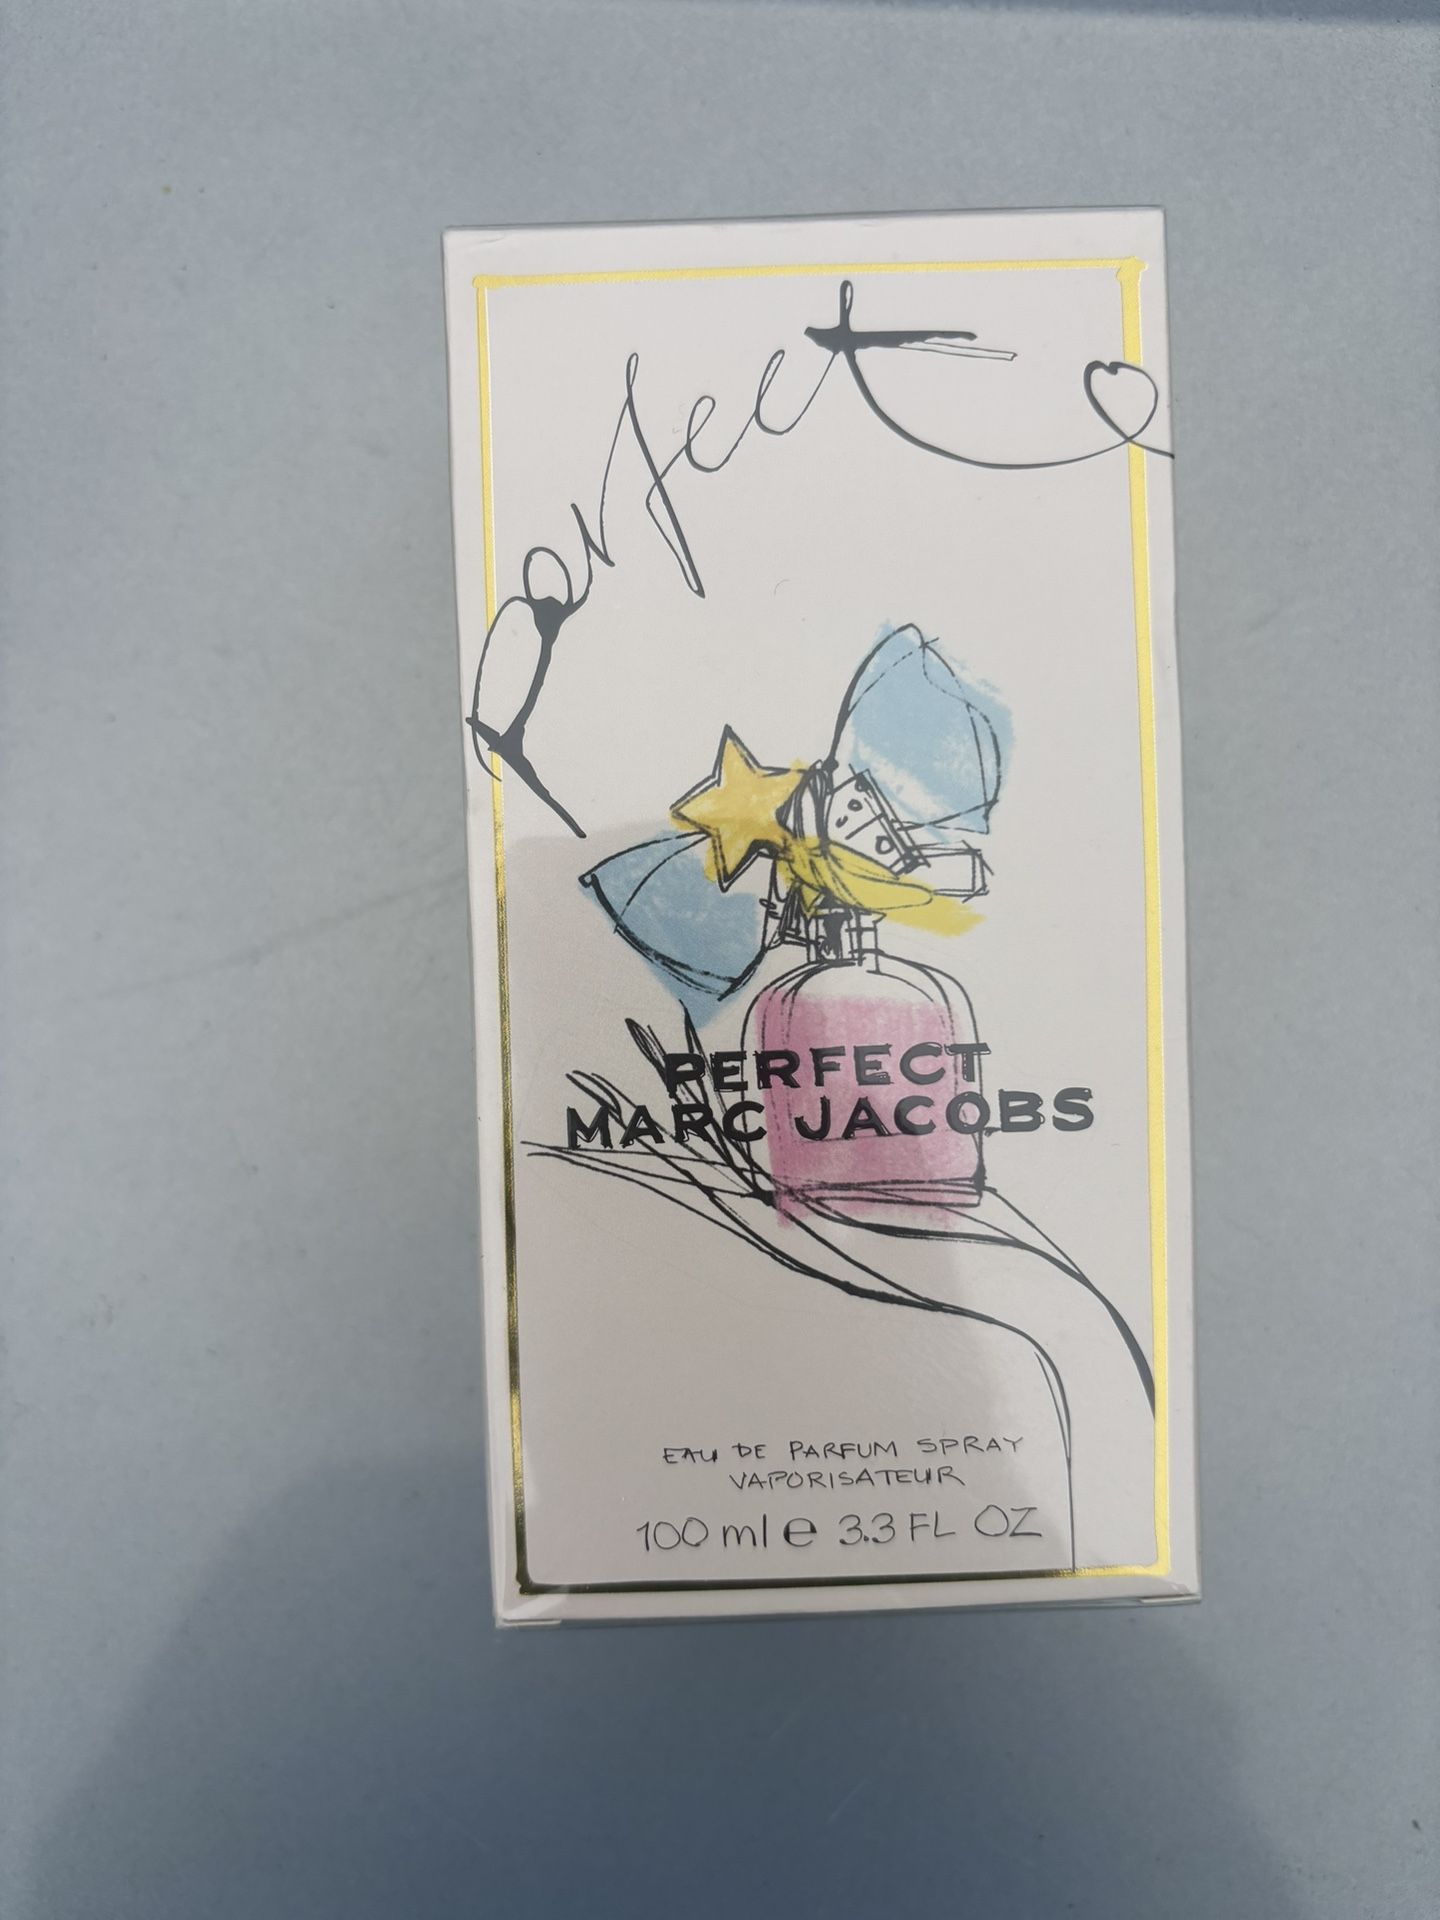 Perfect
PERFECT
MARC JACOBS
EAU DE PARFUM SPRAY
VAPORISATEUR
100 ml e 3.3 FL OZ